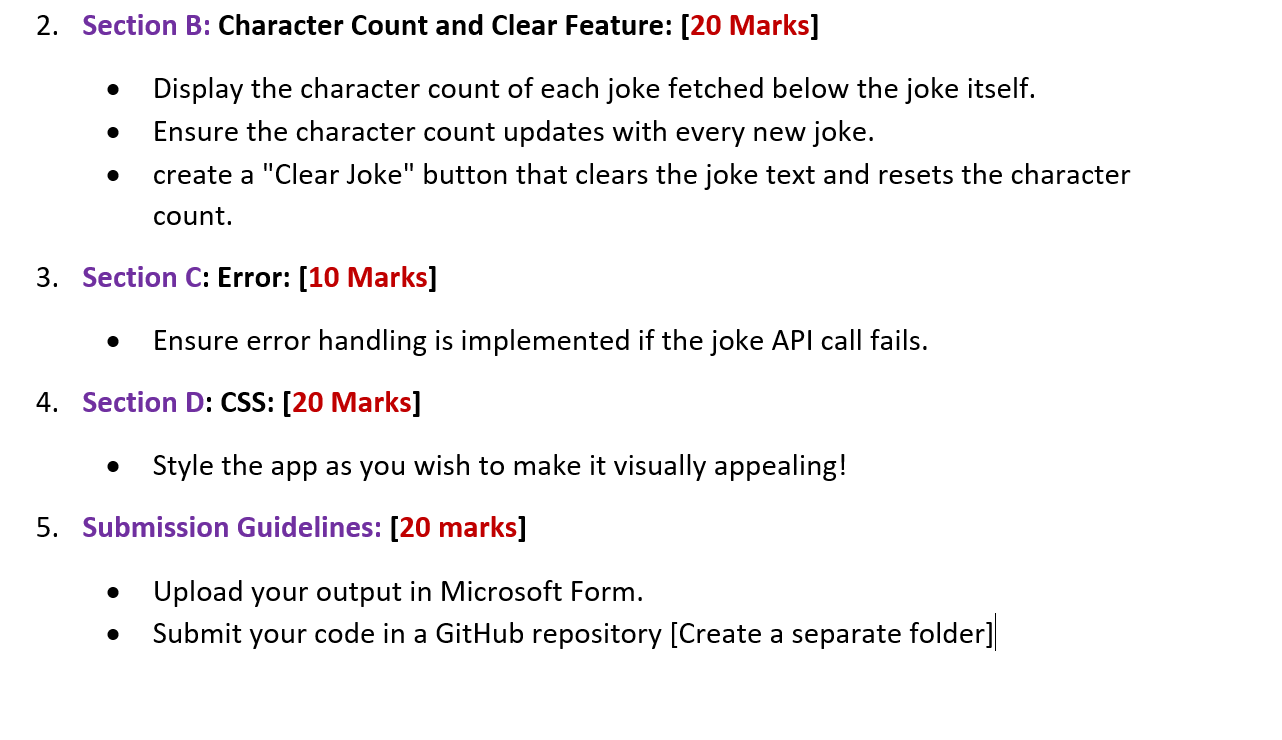 2. Section B: Character Count and Clear Feature: [20 Marks]
• Display the character count of each joke fetched below the joke itself.
• Ensure the character count updates with every new joke.
• create a "Clear Joke" button that clears the joke text and resets the character
count.
3. Section C: Error: [10 Marks]
• Ensure error handling is implemented if the joke API call fails.
4. Section D: CSS: [20 Marks]
• Style the app as you wish to make it visually appealing!
5. Submission Guidelines: [20 marks]
• Upload your output in Microsoft Form.
• Submit your code in a GitHub repository [Create a separate folder]